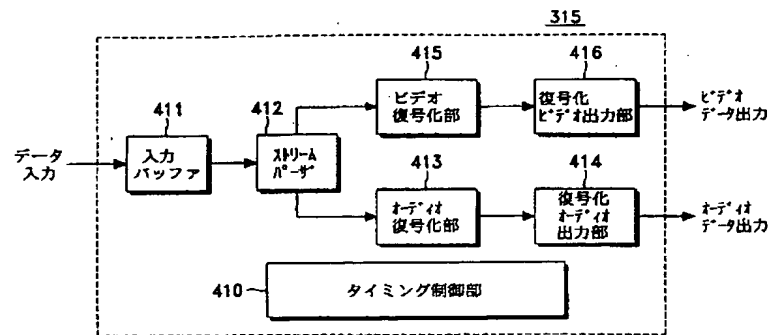 315
415
416
411
412
ビデオ
復号化部
復号化
ビデオ出力部
ビデオ
データ出力
データ
入力
入力
バッファ
ストリーム
パーザ
413
414
オーディオ
復号化部
復号化
オーディオ
出力部
オーディオ
データ出力
410
タイミング制御部